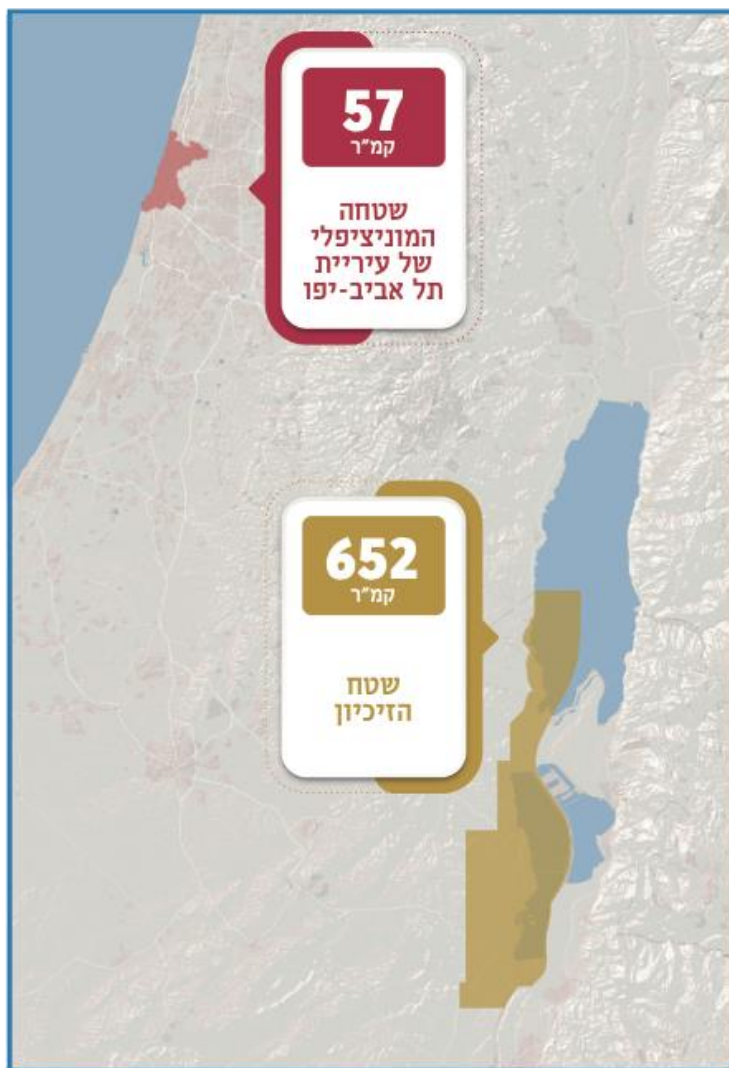 57
קמ"ר
שטחה
המוניציפלי
של עיריית
תל אביב-יפו
652
קמ"ר
שטח
הזיכיון